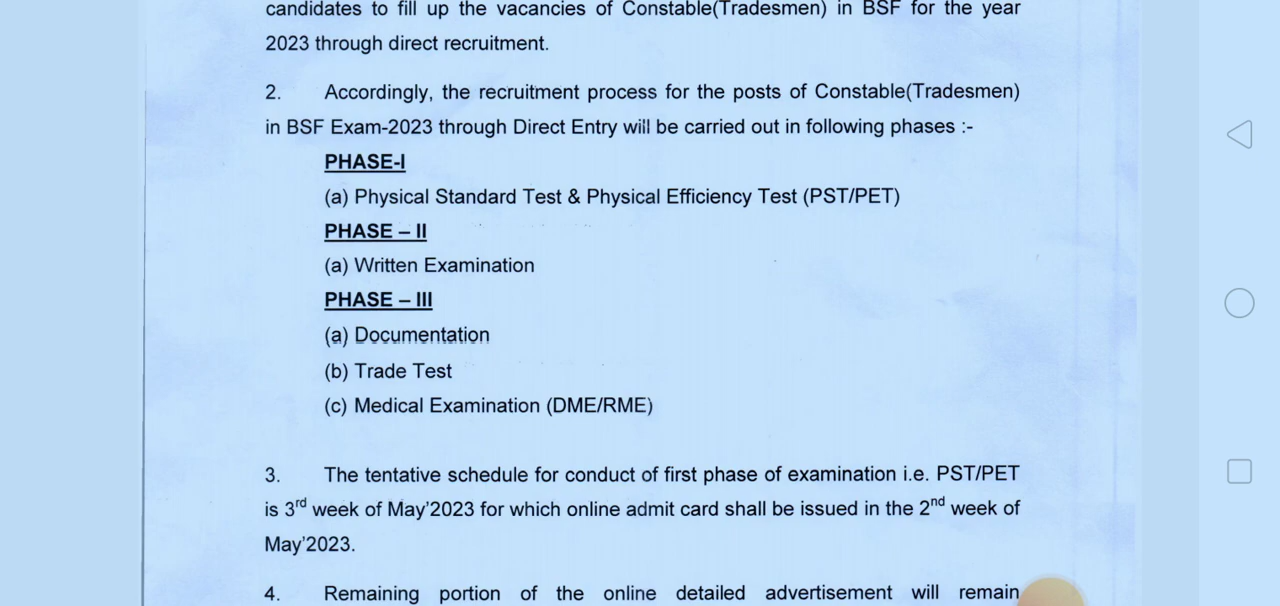 candidates to fill up the vacancies of Constable(Tradesmen) in BSF for the year
2023 through direct recruitment.
2. Accordingly, the recruitment process for the posts of Constable(Tradesmen)
in BSF Exam-2023 through Direct Entry will be carried out in following phases :-
PHASE-I
(a) Physical Standard Test & Physical Efficiency Test (PST/PET)
PHASE – II
(a) Written Examination
PHASE – III
(a) Documentation
(b) Trade Test
(c) Medical Examination (DME/RME)
3. The tentative schedule for conduct of first phase of examination i.e. PST/PET
is 3rd week of May'2023 for which online admit card shall be issued in the 2nd week of
May'2023.
4. Remaining portion of the online detailed advertisement will remain